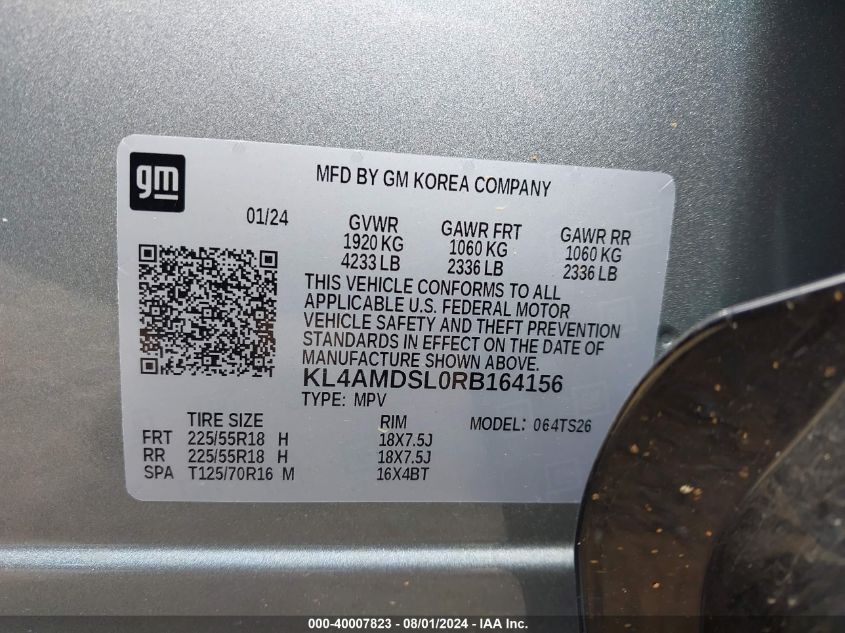 gm
MFD BY GM KOREA COMPANY
01/24
GVWR GAWR FRT GAWR RR
1920 KG 1060 KG 1060 KG
4233 LB 2336 LB 2336 LB
THIS VEHICLE CONFORMS TO ALL
APPLICABLE U.S. FEDERAL MOTOR
VEHICLE SAFETY AND THEFT PREVENTION
STANDARDS IN EFFECT ON THE DATE OF
MANUFACTURE SHOWN ABOVE.
KL4AMDSL0RB164156
TYPE: MPV
TIRE SIZE RIM MODEL: 064TS26
FRT 225/55R18 H 18X7.5J
RR 225/55R18 H 18X7.5J
SPA T125/70R16 M 16X4BT
000-40007823 - 08/01/2024 - IAA Inc.